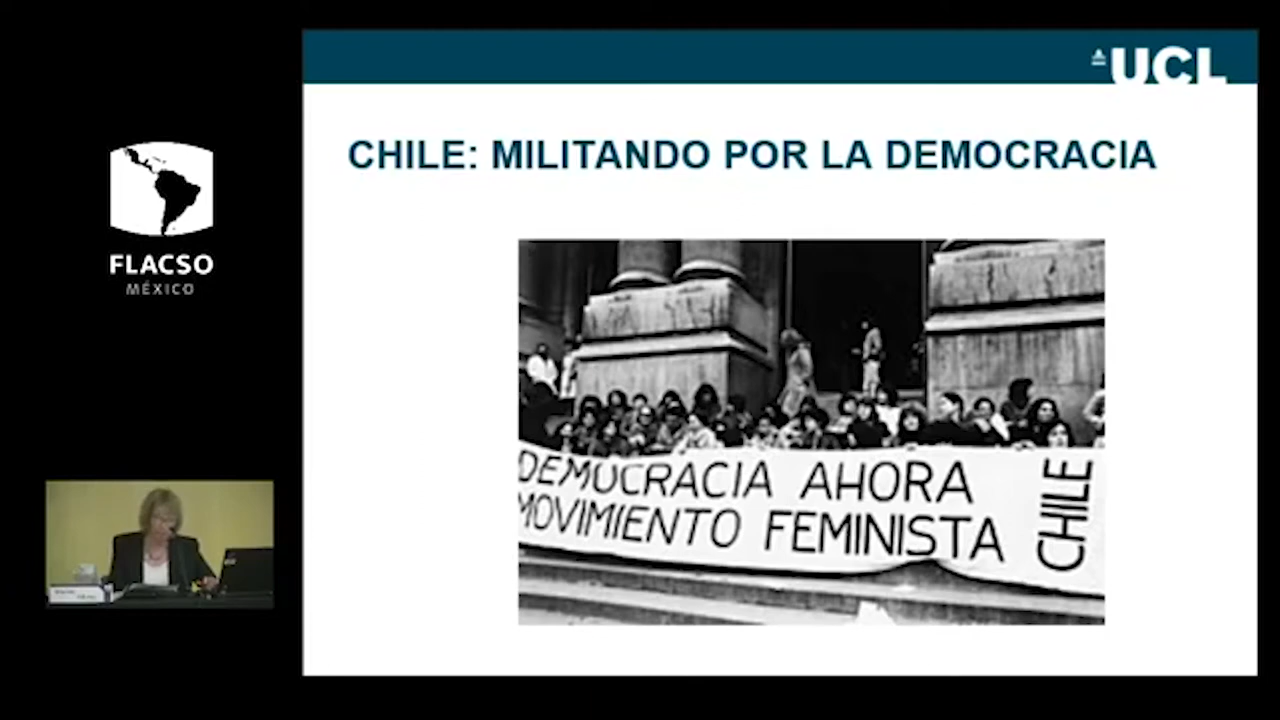 UCL
CHILE: MILITANDO POR LA DEMOCRACIA
FLACSO
MÉXICO
DEMOCRACIA AHORA
MOVIMIENTO FEMINISTA
CHILE